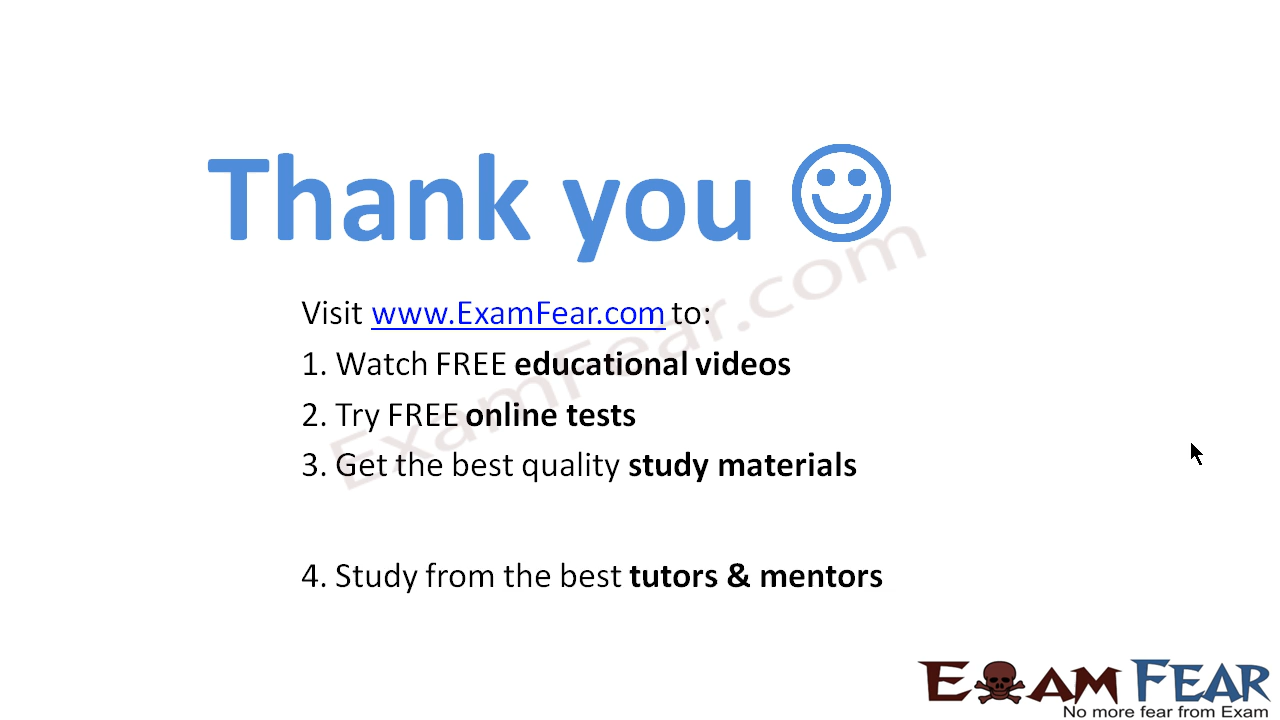 Thank you
Visit www.ExamFear.com to:
1. Watch FREE educational videos
2. Try FREE online tests
3. Get the best quality study materials
4. Study from the best tutors & mentors
ExamFear.com
EXAM FEAR
No more fear from Exam